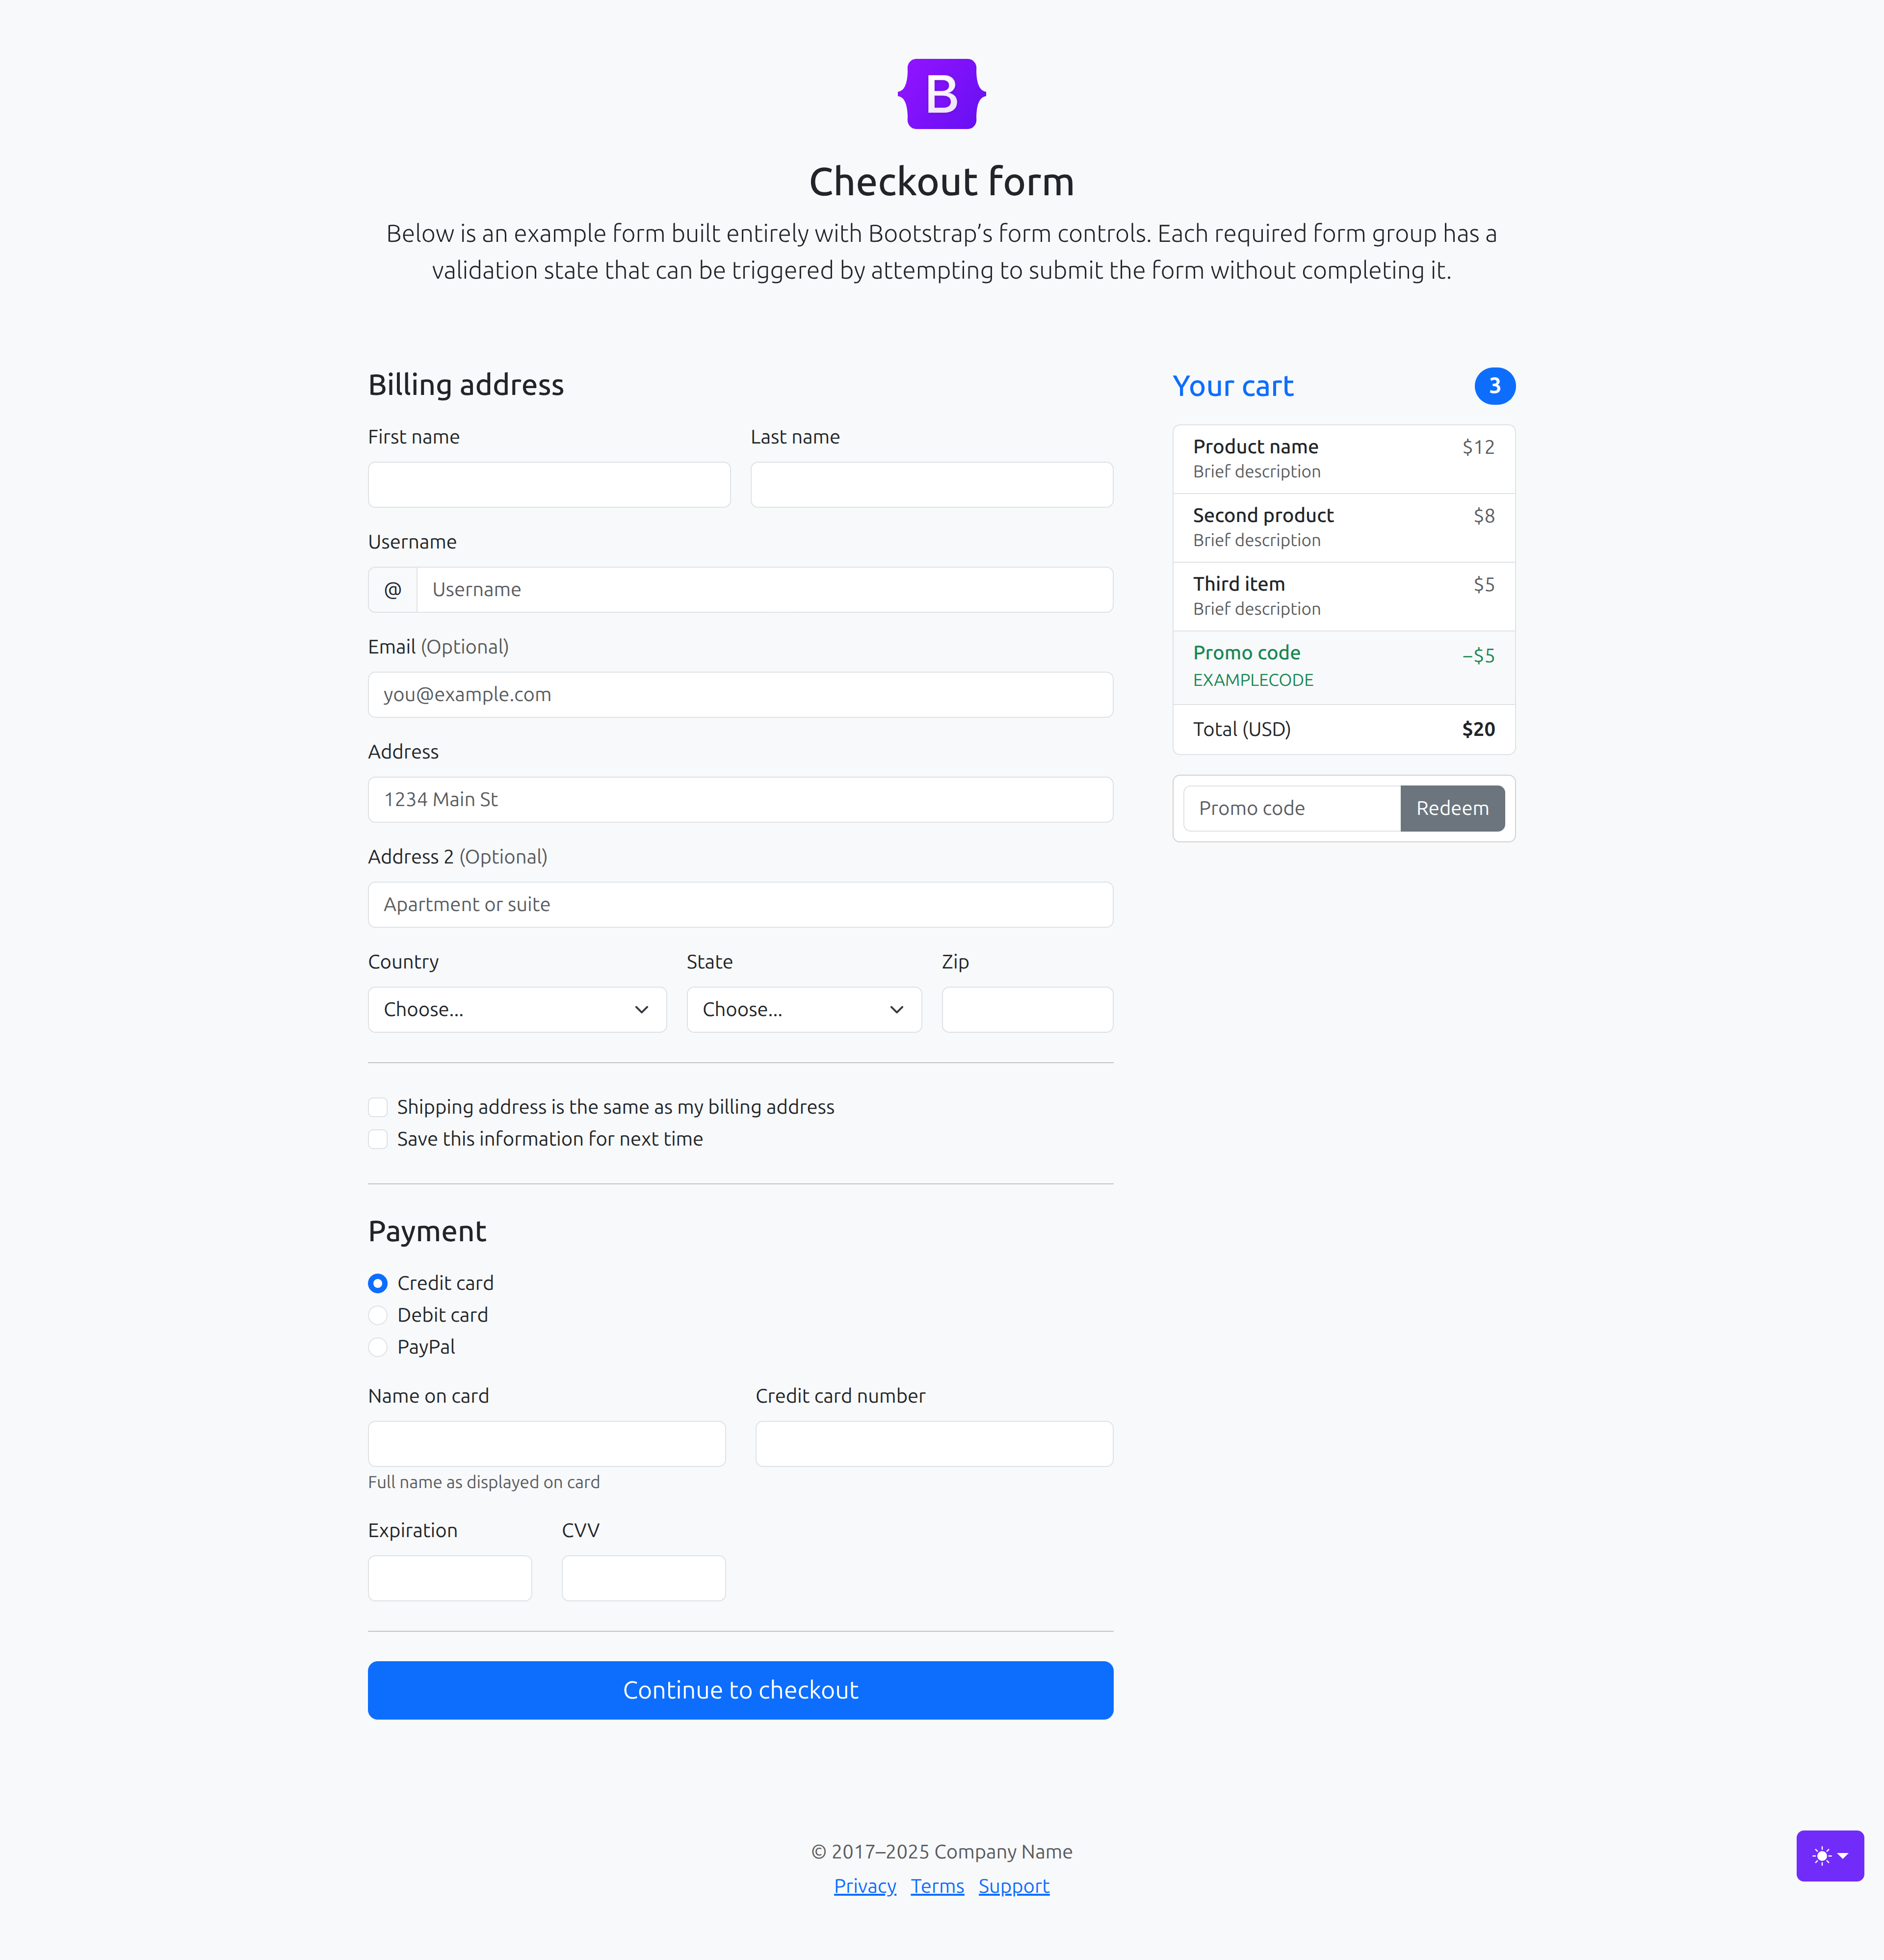 B
Checkout form
Below is an example form built entirely with Bootstrap’s form controls. Each required form group has a
validation state that can be triggered by attempting to submit the form without completing it.
Billing address
First name Last name
Username
@ Username
Email (Optional)
you@example.com
Address
1234 Main St
Address 2 (Optional)
Apartment or suite
Country State Zip
Choose... Choose...
Shipping address is the same as my billing address
Save this information for next time
Payment
Credit card
Debit card
PayPal
Name on card Credit card number
Full name as displayed on card
Expiration CVV
Continue to checkout
Your cart 3
Product name $12
Brief description
Second product $8
Brief description
Third item $5
Brief description
Promo code −$5
EXAMPLECODE
Total (USD) $20
Promo code Redeem
© 2017–2025 Company Name
Privacy Terms Support